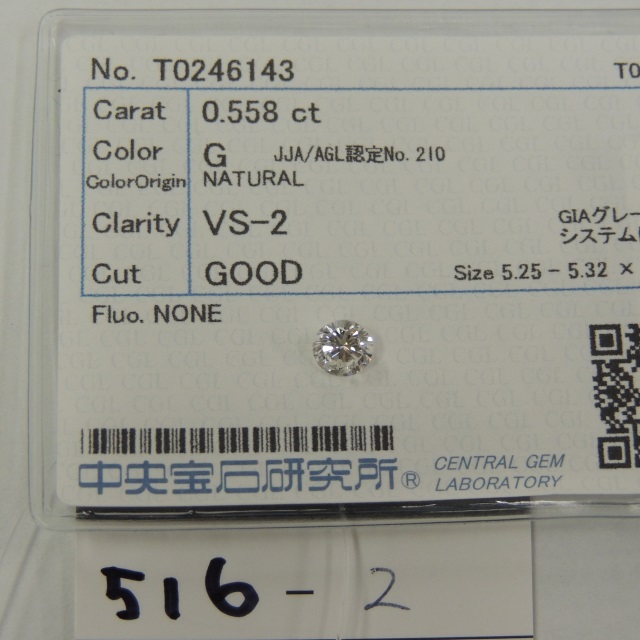 No. T0246143 T0
Carat 0.558 ct
Color G JJA/AGL認定No. 210
ColorOrigin NATURAL
Clarity VS-2 GIAグレー
システム
Cut GOOD Size 5.25 - 5.32 ×
Fluo. NONE
中央宝石研究所® CENTRAL GEM
LABORATORY
516-2